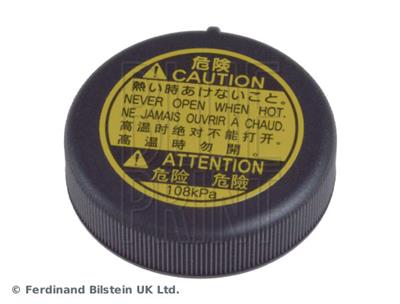 危険
⚠ CAUTION
熱い時あけないこと。
NEVER OPEN WHEN HOT.
NE JAMAIS OUVRIR À CHAUD.
高温时绝对不能打开。
高溫時勿開。
⚠ ATTENTION
危险 危險
108kPa
BLUE PRINT
© Ferdinand Bilstein UK Ltd.